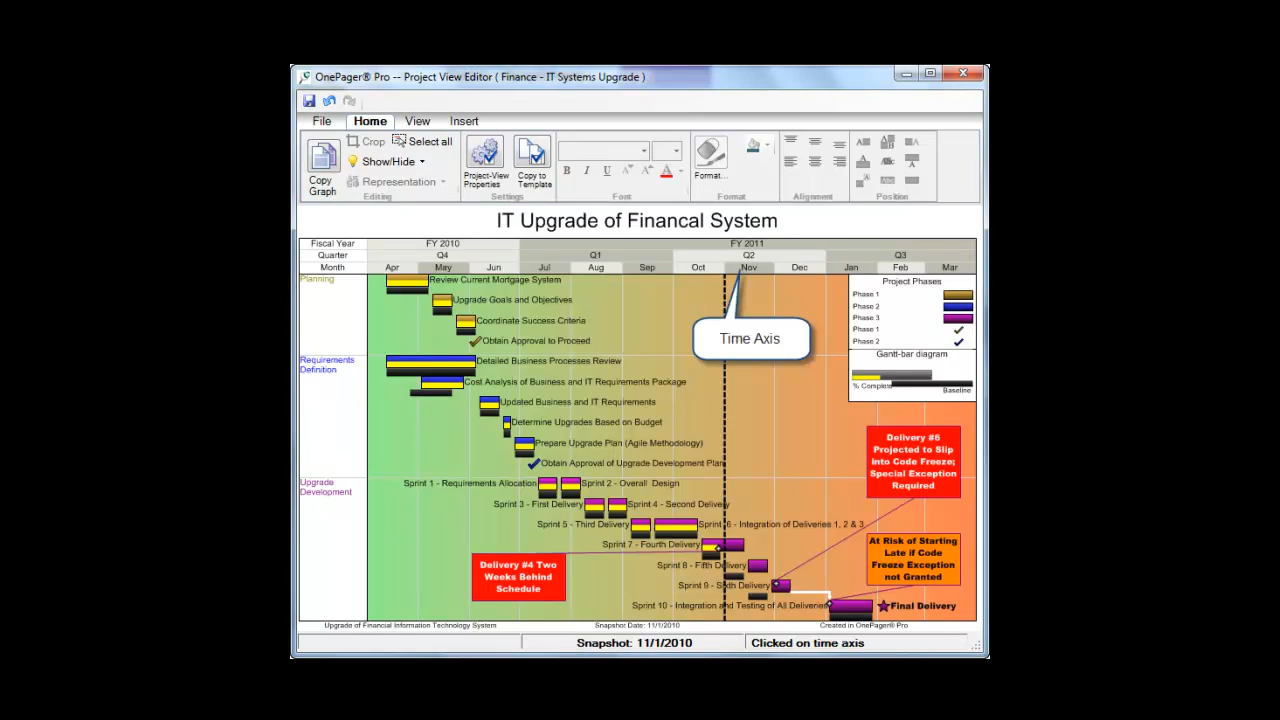 OnePager® Pro -- Project View Editor ( Finance - IT Systems Upgrade )
File Home View Insert
Copy Graph
Crop
Select all
Show/Hide
Representation
Editing
Project-View Properties
Copy to Template
Settings
B I U A
Font
Format...
Format
Alignment
Position
IT Upgrade of Financal System
Fiscal Year FY 2010 FY 2011
Quarter Q4 Q1 Q2 Q3
Month Apr May Jun Jul Aug Sep Oct Nov Dec Jan Feb Mar
Planning
Review Current Mortgage System
Upgrade Goals and Objectives
Coordinate Success Criteria
Obtain Approval to Proceed
Time Axis
Project Phases
Phase 1
Phase 2
Phase 3
Phase 1
Phase 2
Gantt-bar diagram
% Complete
Baseline
Requirements
Definition
Detailed Business Processes Review
Cost Analysis of Business and IT Requirements Package
Updated Business and IT Requirements
Determine Upgrades Based on Budget
Prepare Upgrade Plan (Agile Methodology)
Obtain Approval of Upgrade Development Plan
Upgrade
Development
Sprint 1 - Requirements Allocation
Sprint 2 - Overall Design
Sprint 3 - First Delivery
Sprint 4 - Second Delivery
Sprint 5 - Third Delivery
Sprint 6 - Integration of Deliveries 1, 2 & 3
Sprint 7 - Fourth Delivery
Sprint 8 - Fifth Delivery
Sprint 9 - Sixth Delivery
Sprint 10 - Integration and Testing of All Deliveries
Final Delivery
Delivery #4 Two
Weeks Behind
Schedule
Delivery #6
Projected to Slip
Into Code Freeze;
Special Exception
Required
At Risk of Starting
Late if Code
Freeze Exception
not Granted
Upgrade of Financial Information Technology System
Snapshot Date: 11/1/2010
Created in OnePager® Pro
Snapshot: 11/1/2010
Clicked on time axis